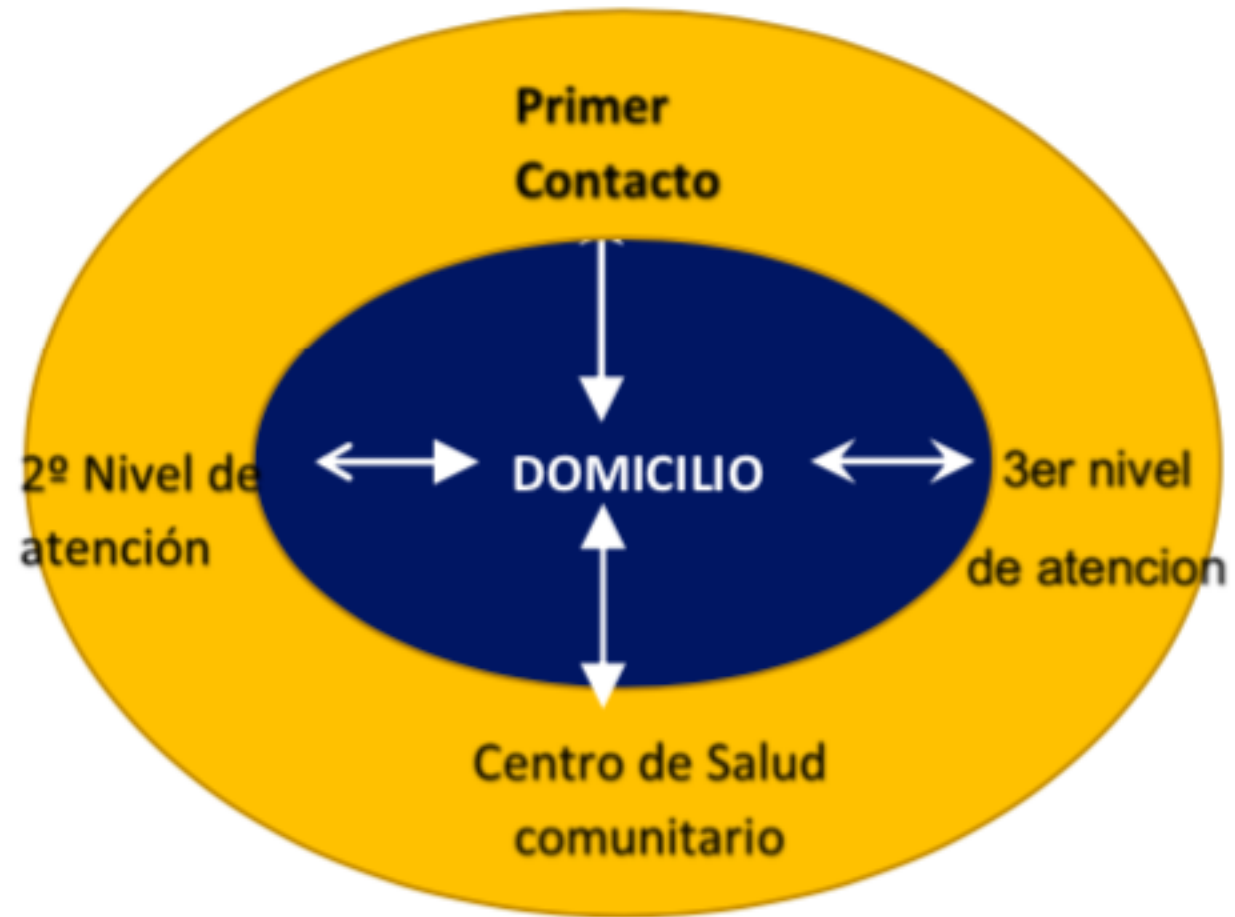 Primer
Contacto
2º Nivel de
atención
DOMICILIO
3er nivel
de atencion
Centro de Salud
comunitario